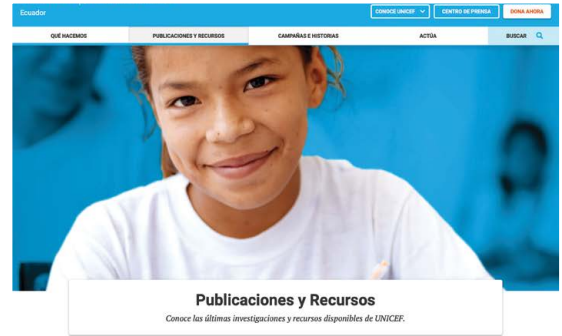 Ecuador
CONOCE UNICEF
CENTRO DE PRENSA
DONA AHORA
QUÉ HACEMOS
PUBLICACIONES Y RECURSOS
CAMPAÑAS E HISTORIAS
ACTÚA
BUSCAR
Publicaciones y Recursos
Conoce las últimas investigaciones y recursos disponibles de UNICEF.